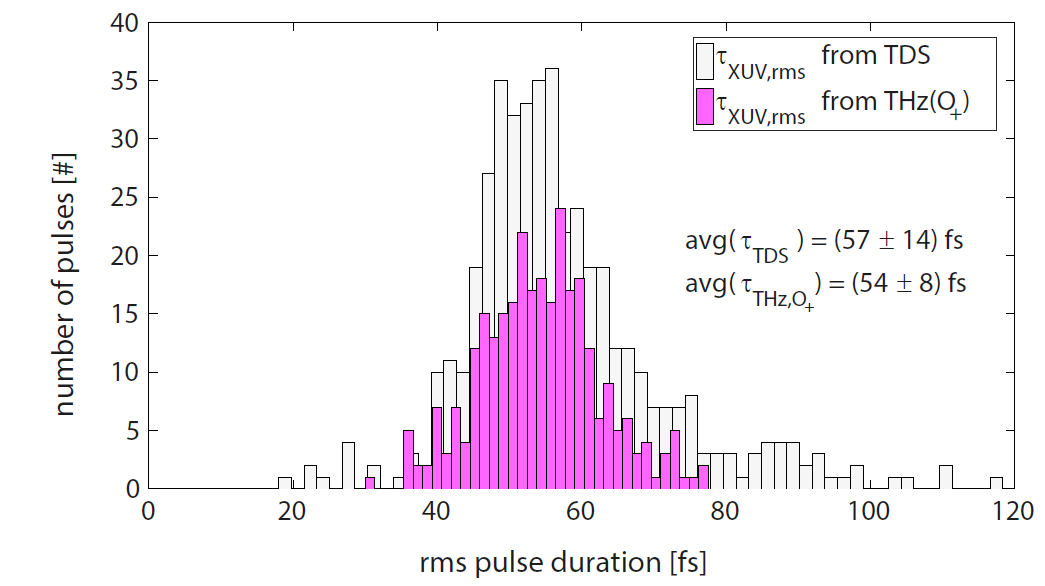 40
35
30
25
20
15
10
5
0
0 20 40 60 80 100 120
number of pulses [#]
rms pulse duration [fs]
τXUV,rms from TDS
τXUV,rms from THz(O+)
avg( τTDS ) = (57 ± 14) fs
avg( τTHz,O+) = (54 ± 8) fs